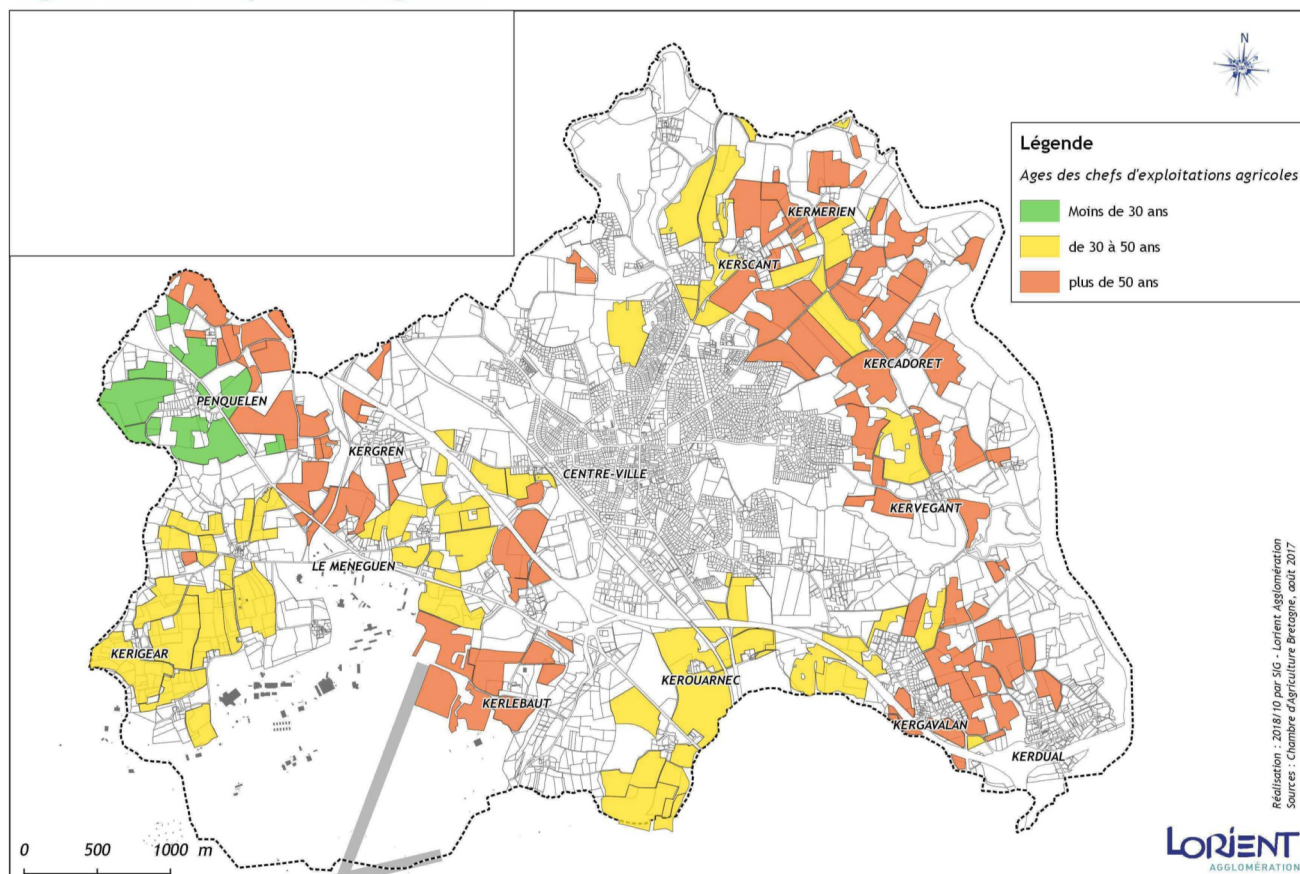 N
Légende
Ages des chefs d'exploitations agricoles
Moins de 30 ans
de 30 à 50 ans
plus de 50 ans
KERMERIEN
KERSCANT
KERCADORET
PENQUELEN
KERGREN
CENTRE-VILLE
KERVEGANT
LE MENEGUEN
KERIGEAR
KEROUARNEC
KERLEBAUT
KERGAVALAN
KERDUAL
0 500 1000 m
Réalisation : 2018/10 par SIG - Lorient Agglomération
Sources : Chambre d'Agriculture Bretagne, août 2017
LORIENT
AGGLOMÉRATION